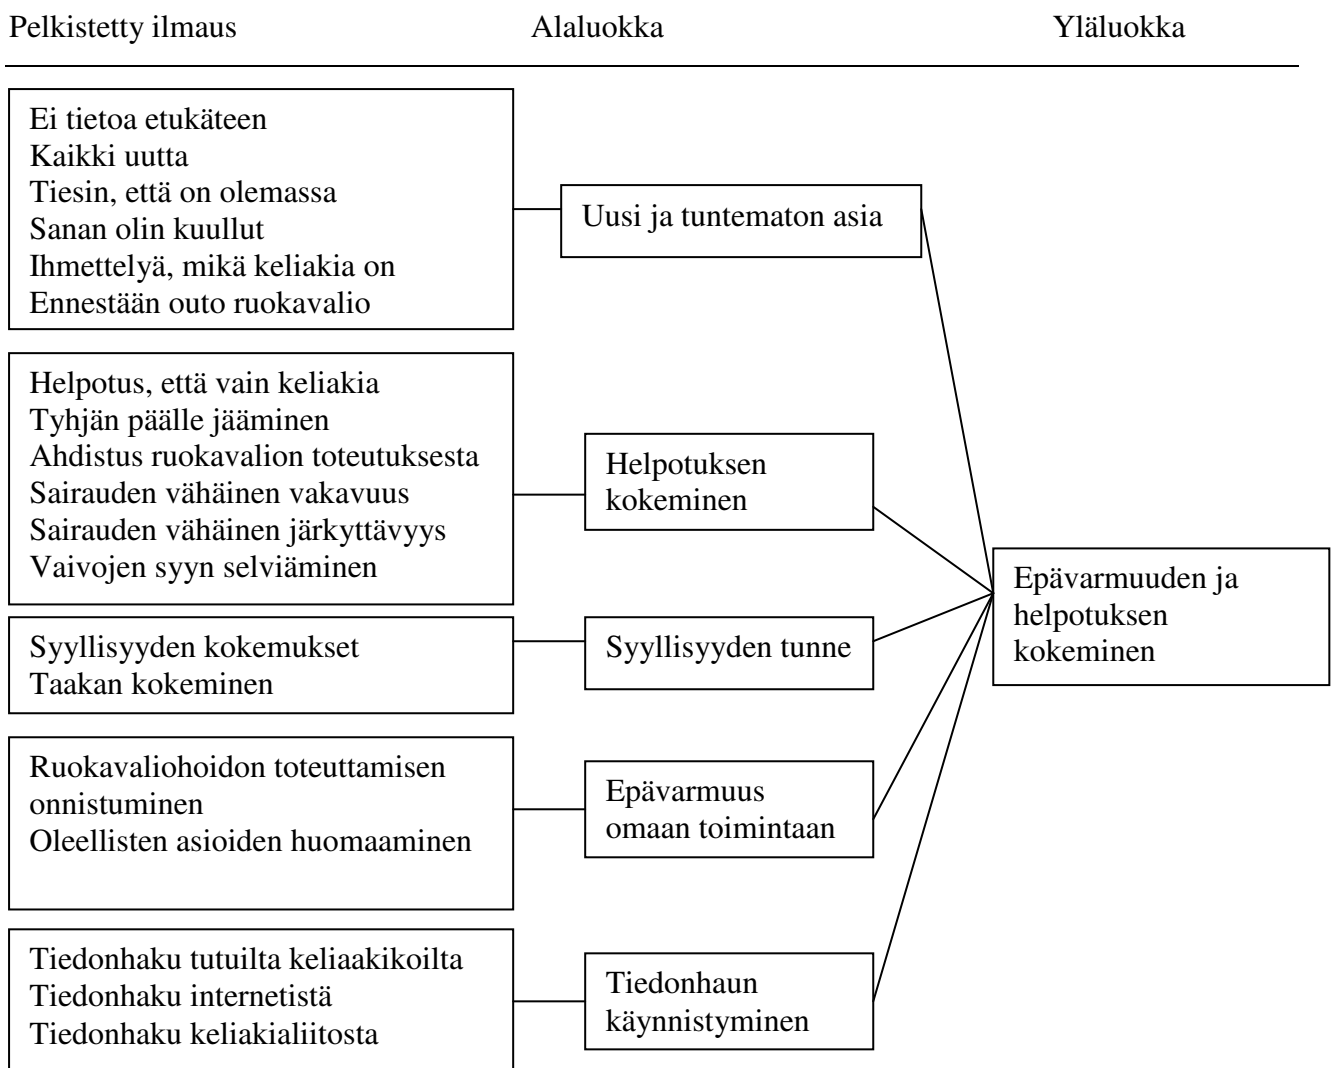 Pelkistetty ilmaus Alaluokka Yläluokka
Ei tietoa etukäteen
Kaikki uutta
Tiesin, että on olemassa
Sanan olin kuullut
Ihmettelyä, mikä keliakia on
Ennestään outo ruokavalio
Uusi ja tuntematon asia
Helpotus, että vain keliakia
Tyhjän päälle jääminen
Ahdistus ruokavalion toteutuksesta
Sairauden vähäinen vakavuus
Sairauden vähäinen järkyttävyys
Vaivojen syyn selviäminen
Helpotuksen
kokeminen
Syyllisyyden kokemukset
Taakan kokeminen
Syyllisyyden tunne
Ruokavaliohoidon toteuttamisen
onnistuminen
Oleellisten asioiden huomaaminen
Epävarmuus
omaan toimintaan
Tiedonhaku tutuilta keliaakikoilta
Tiedonhaku internetistä
Tiedonhaku keliakialiitosta
Tiedonhaun
käynnistyminen
Epävarmuuden ja
helpotuksen
kokeminen